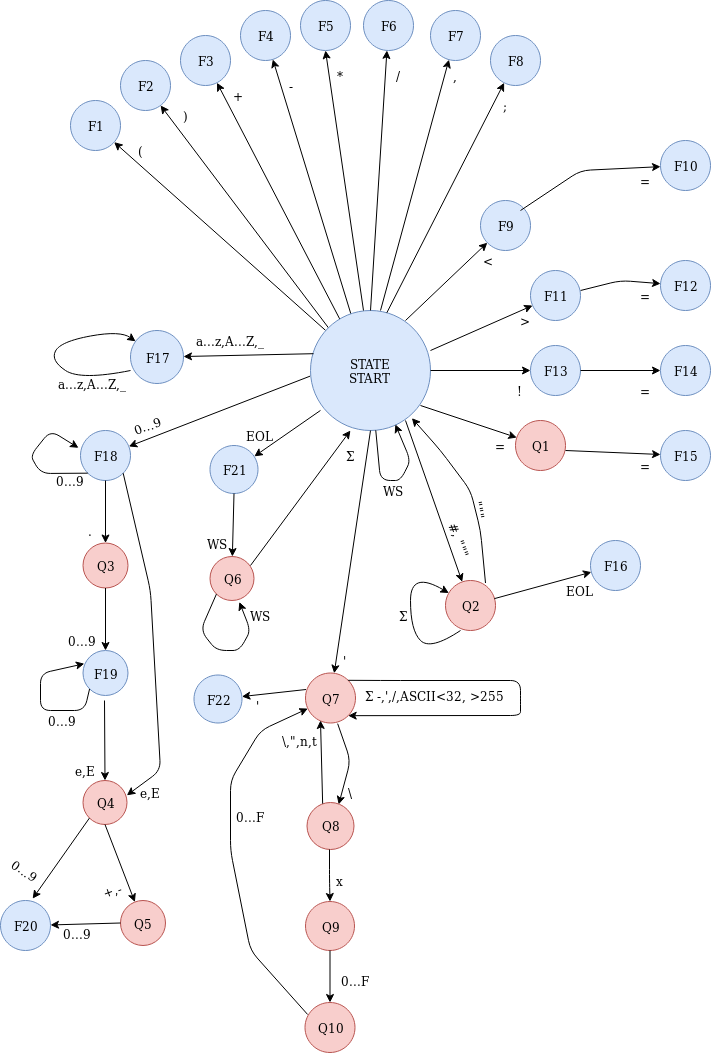 F5
F6
F4
F7
F3
F8
F2
F1
-
*
/
,
+
;
)
(
F10
=
F9
<
F11
F12
=
>
STATE
START
a...z,A...Z,_
F17
a...z,A...Z,_
F13
F14
!
=
0...9
EOL
Σ
=
Q1
F15
=
F18
0...9
F21
WS
"""
#, """
.
WS
Q3
Q6
WS
F16
EOL
Q2
Σ
0...9
F19
0...9
'
F22
'
Q7
Σ -,',/,ASCII<32, >255
\,",n,t
e,E
Q4
e,E
\
0...F
Q8
0...9
+,-
x
F20
0...9
Q5
Q9
0...F
Q10